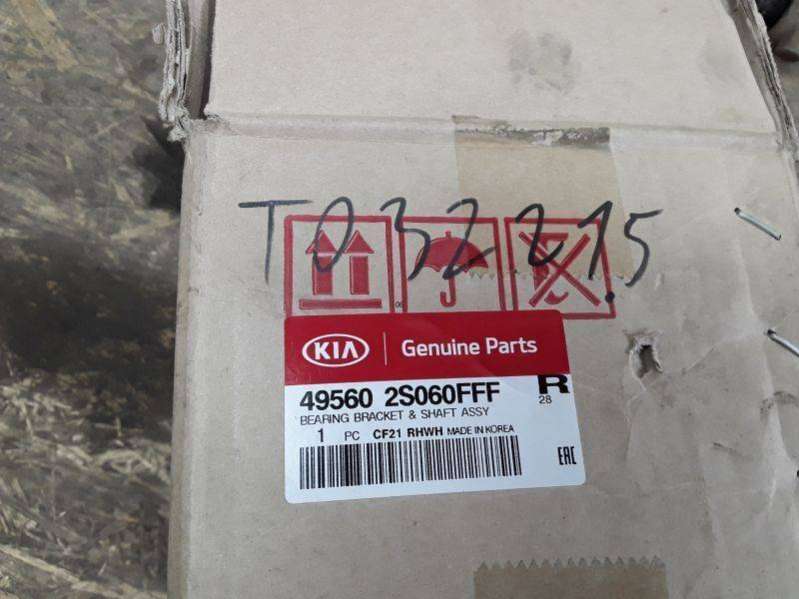 T032215
KIA Genuine Parts
49560 2S060FFF R
BEARING BRACKET & SHAFT ASSY 28
1 PC CF21 RHWH MADE IN KOREA
EAC